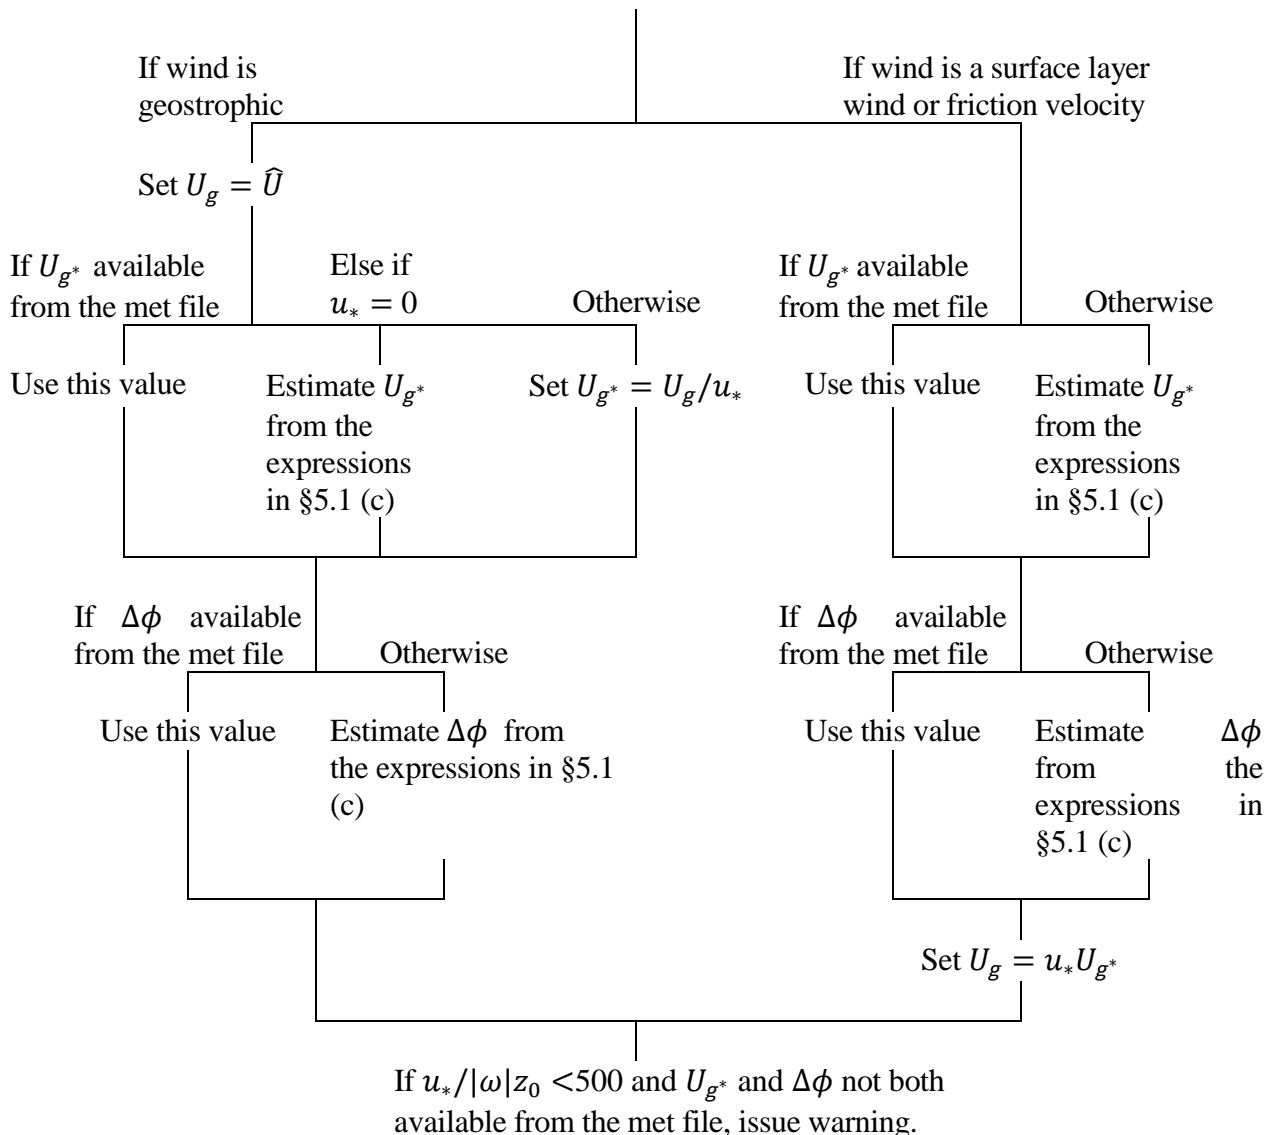 If wind is
geostrophic
If wind is a surface layer
wind or friction velocity
Set U_g = Û
If U_{g*} available
from the met file
Else if
u_* = 0
Otherwise
If U_{g*} available
from the met file
Otherwise
Use this value
Estimate U_{g*}
from the
expressions
in §5.1 (c)
Set U_{g*} = U_g/u_*
Use this value
Estimate U_{g*}
from the
expressions
in §5.1 (c)
If Δϕ available
from the met file
Otherwise
If Δϕ available
from the met file
Otherwise
Use this value
Estimate Δϕ from
the expressions in §5.1
(c)
Use this value
Estimate Δϕ
from the
expressions in
§5.1 (c)
Set U_g = u_*U_{g*}
If u_*/|ω|z_0 <500 and U_{g*} and Δϕ not both
available from the met file, issue warning.